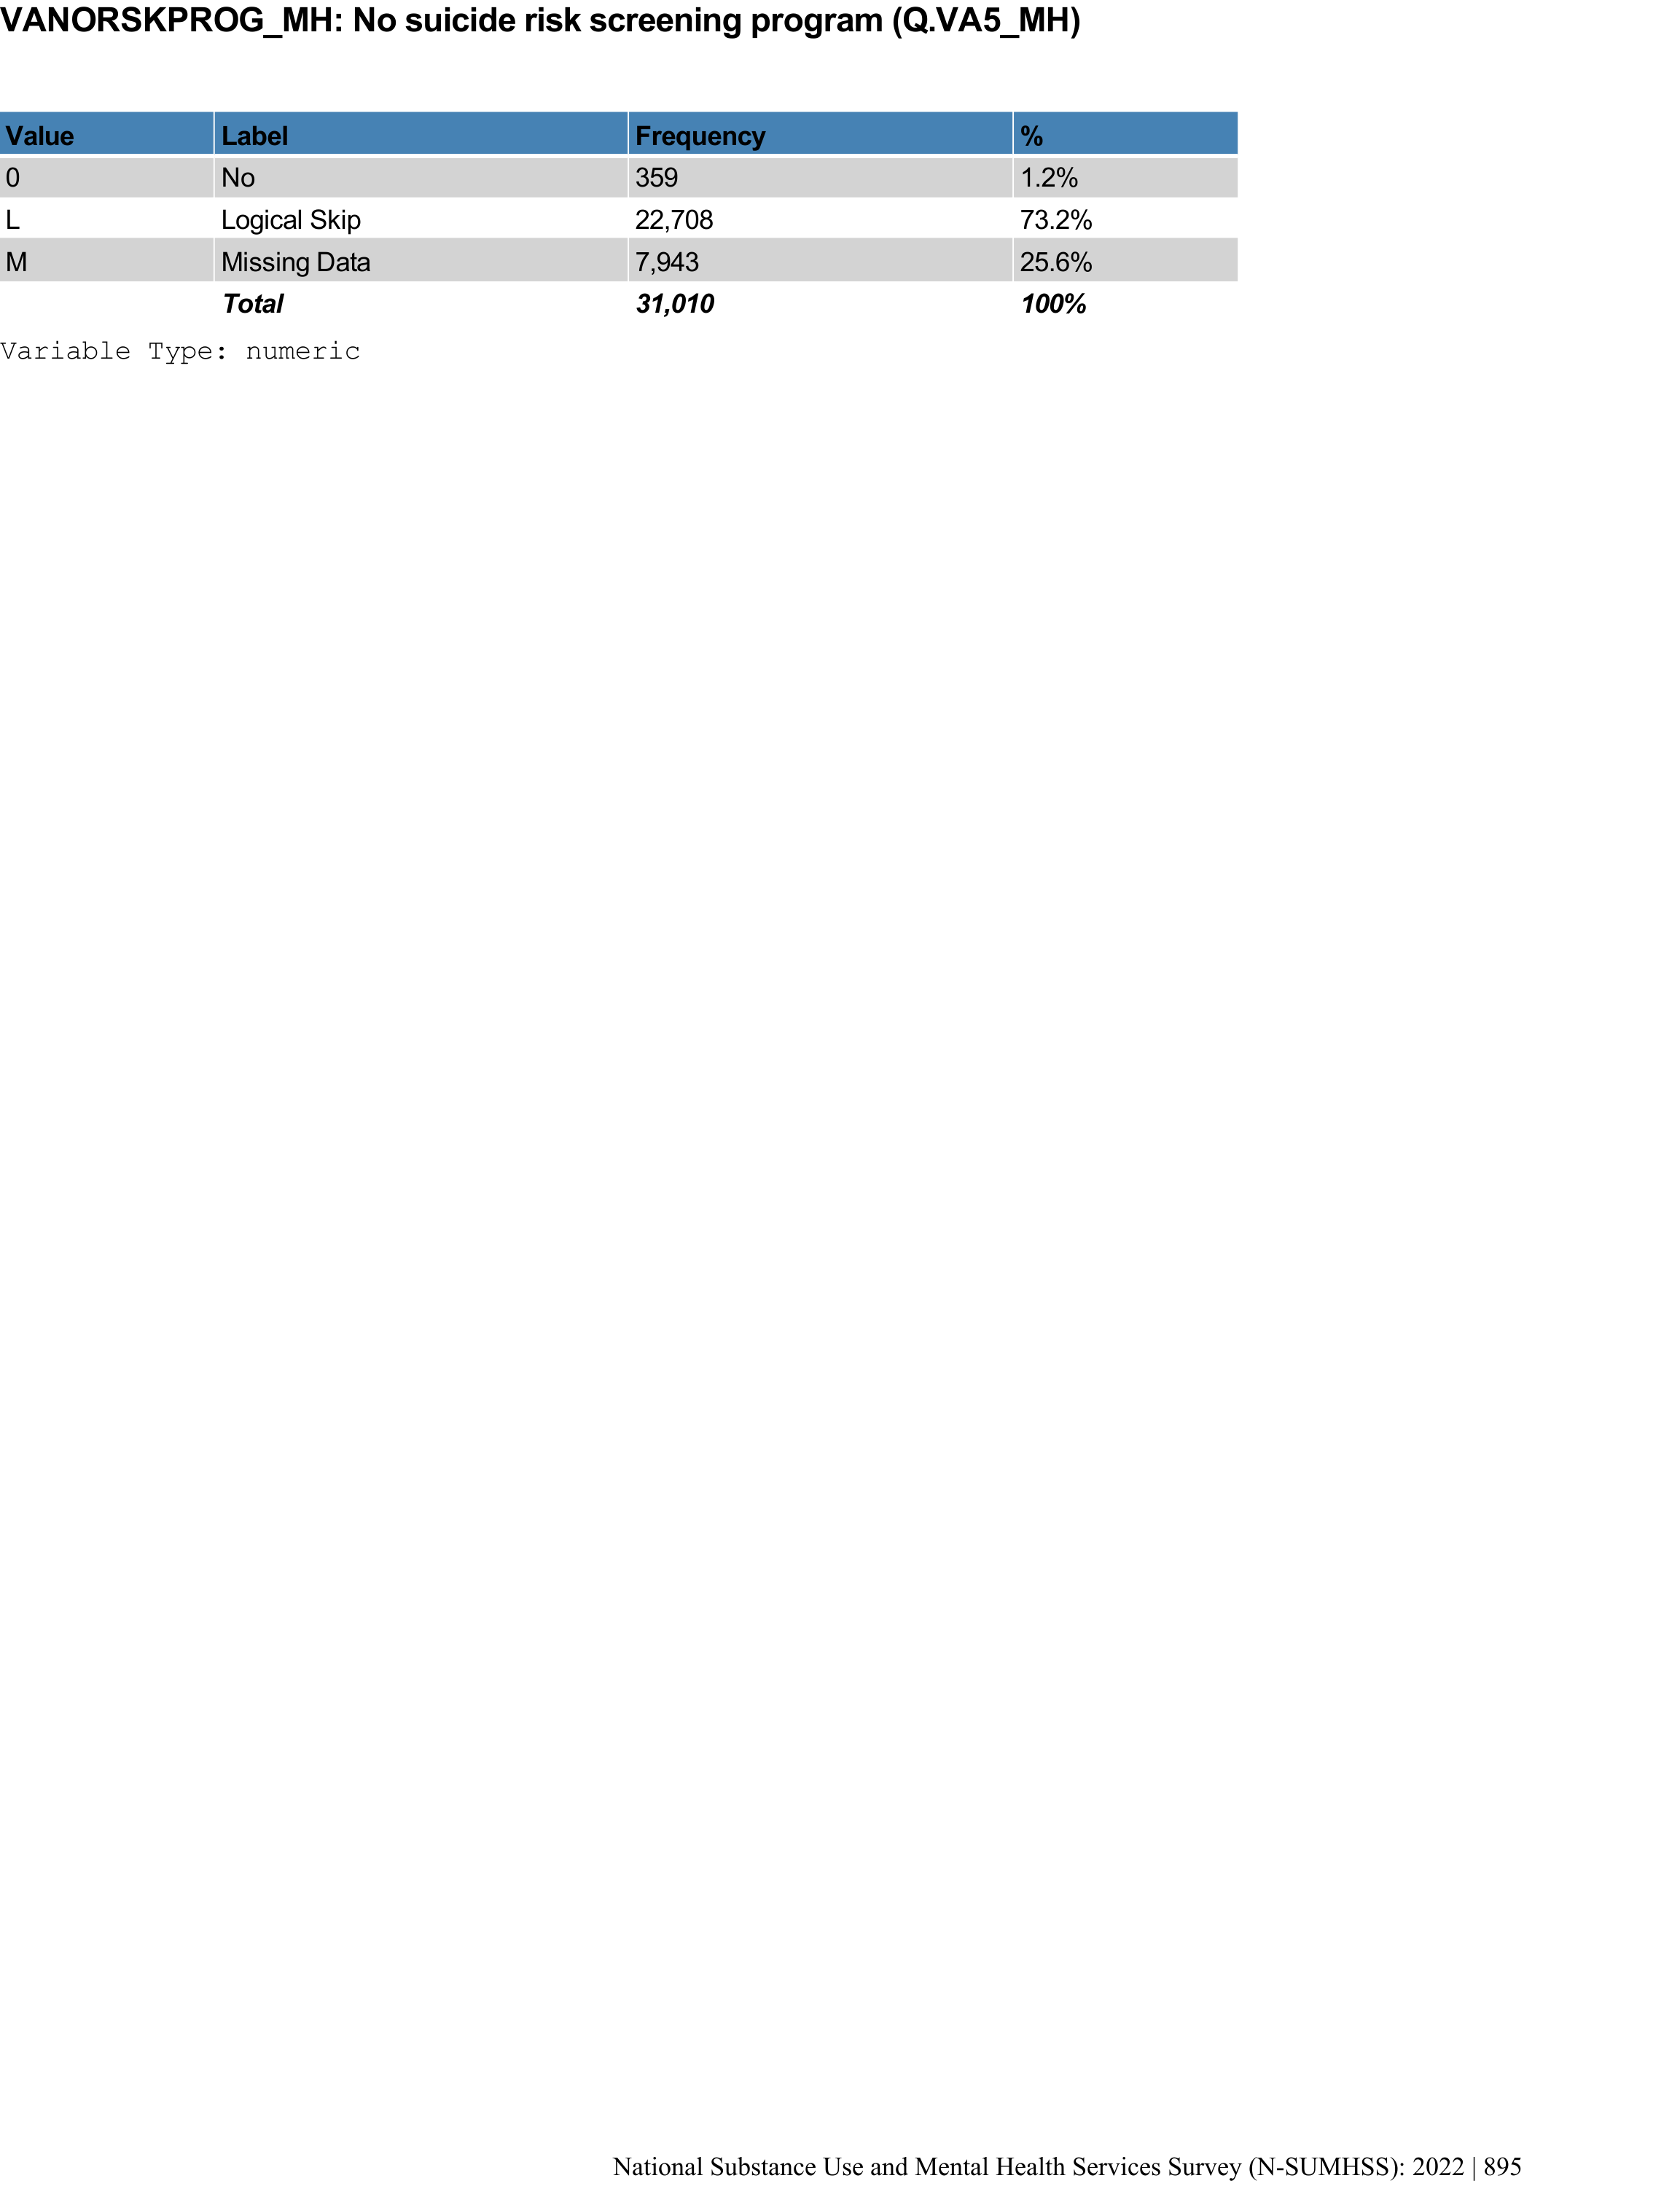 VANORSKPROG_MH: No suicide risk screening program (Q.VA5_MH)
Value Label Frequency %
0 No 359 1.2%
L Logical Skip 22,708 73.2%
M Missing Data 7,943 25.6%
Total 31,010 100%
Variable Type: numeric
National Substance Use and Mental Health Services Survey (N-SUMHSS): 2022 | 895